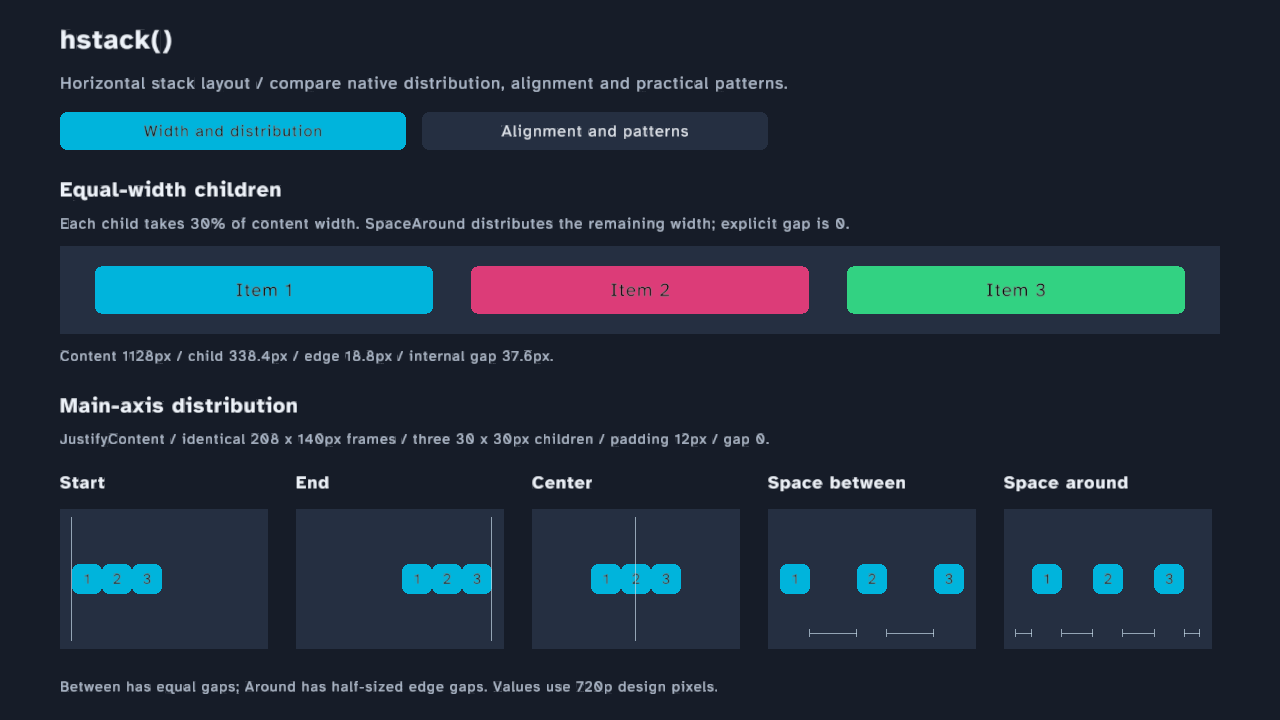 hstack()
Horizontal stack layout / compare native distribution, alignment and practical patterns.
Width and distribution
Alignment and patterns
Equal-width children
Each child takes 30% of content width. SpaceAround distributes the remaining width; explicit gap is 0.
Item 1
Item 2
Item 3
Content 1128px / child 338.4px / edge 18.8px / internal gap 37.6px.
Main-axis distribution
JustifyContent / identical 208 x 140px frames / three 30 x 30px children / padding 12px / gap 0.
Start
End
Center
Space between
Space around
1 2 3
1 2 3
1 2 3
1 2 3
1 2 3
Between has equal gaps; Around has half-sized edge gaps. Values use 720p design pixels.